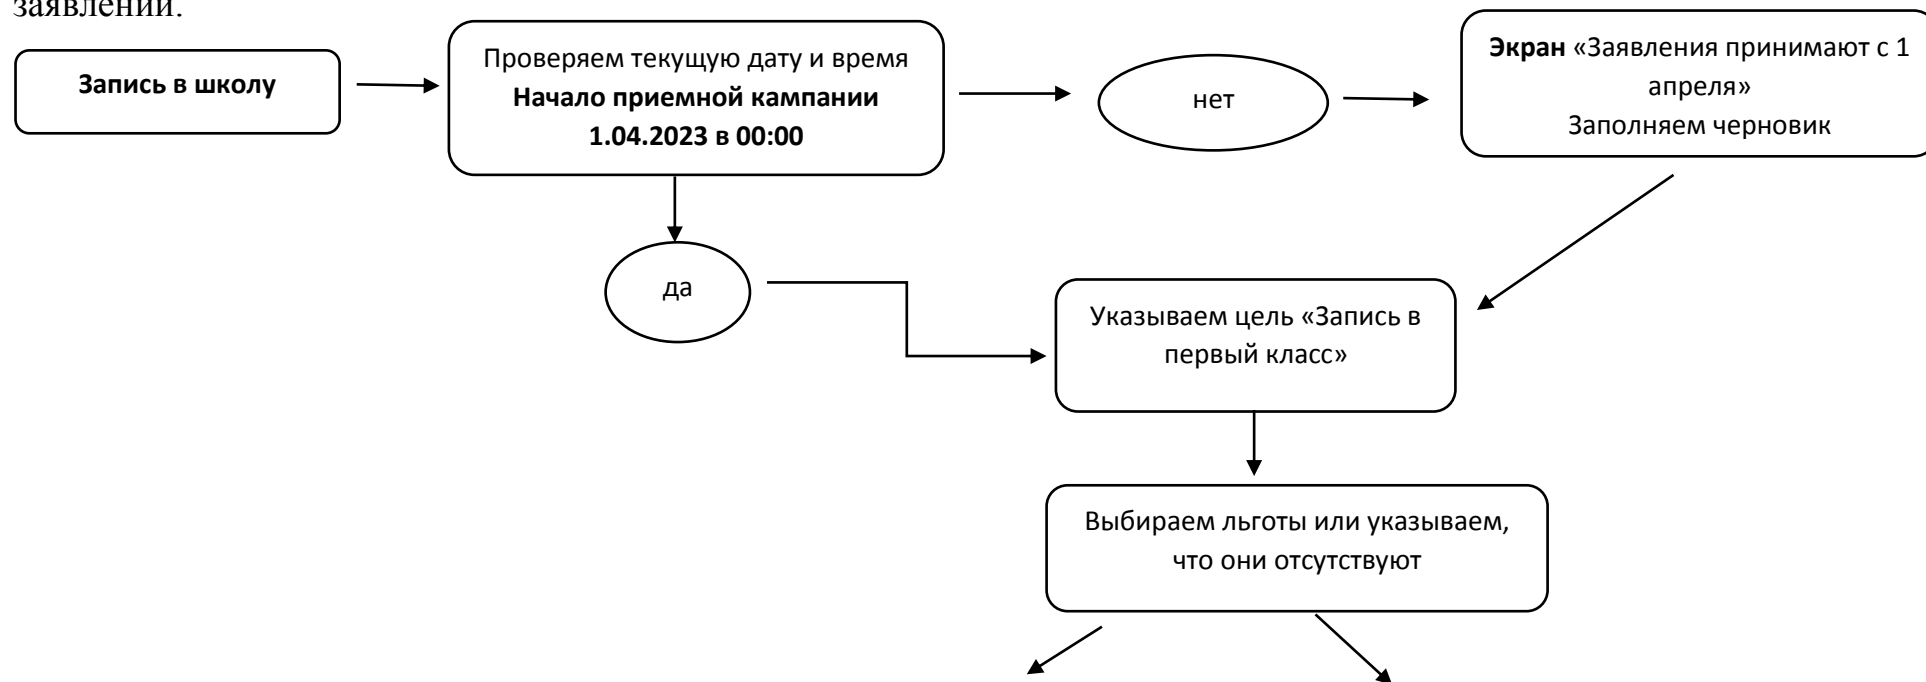 заявлений.
Запись в школу
Проверяем текущую дату и время
Начало приемной кампании
1.04.2023 в 00:00
нет
Экран «Заявления принимают с 1
апреля»
Заполняем черновик
да
Указываем цель «Запись в
первый класс»
Выбираем льготы или указываем,
что они отсутствуют